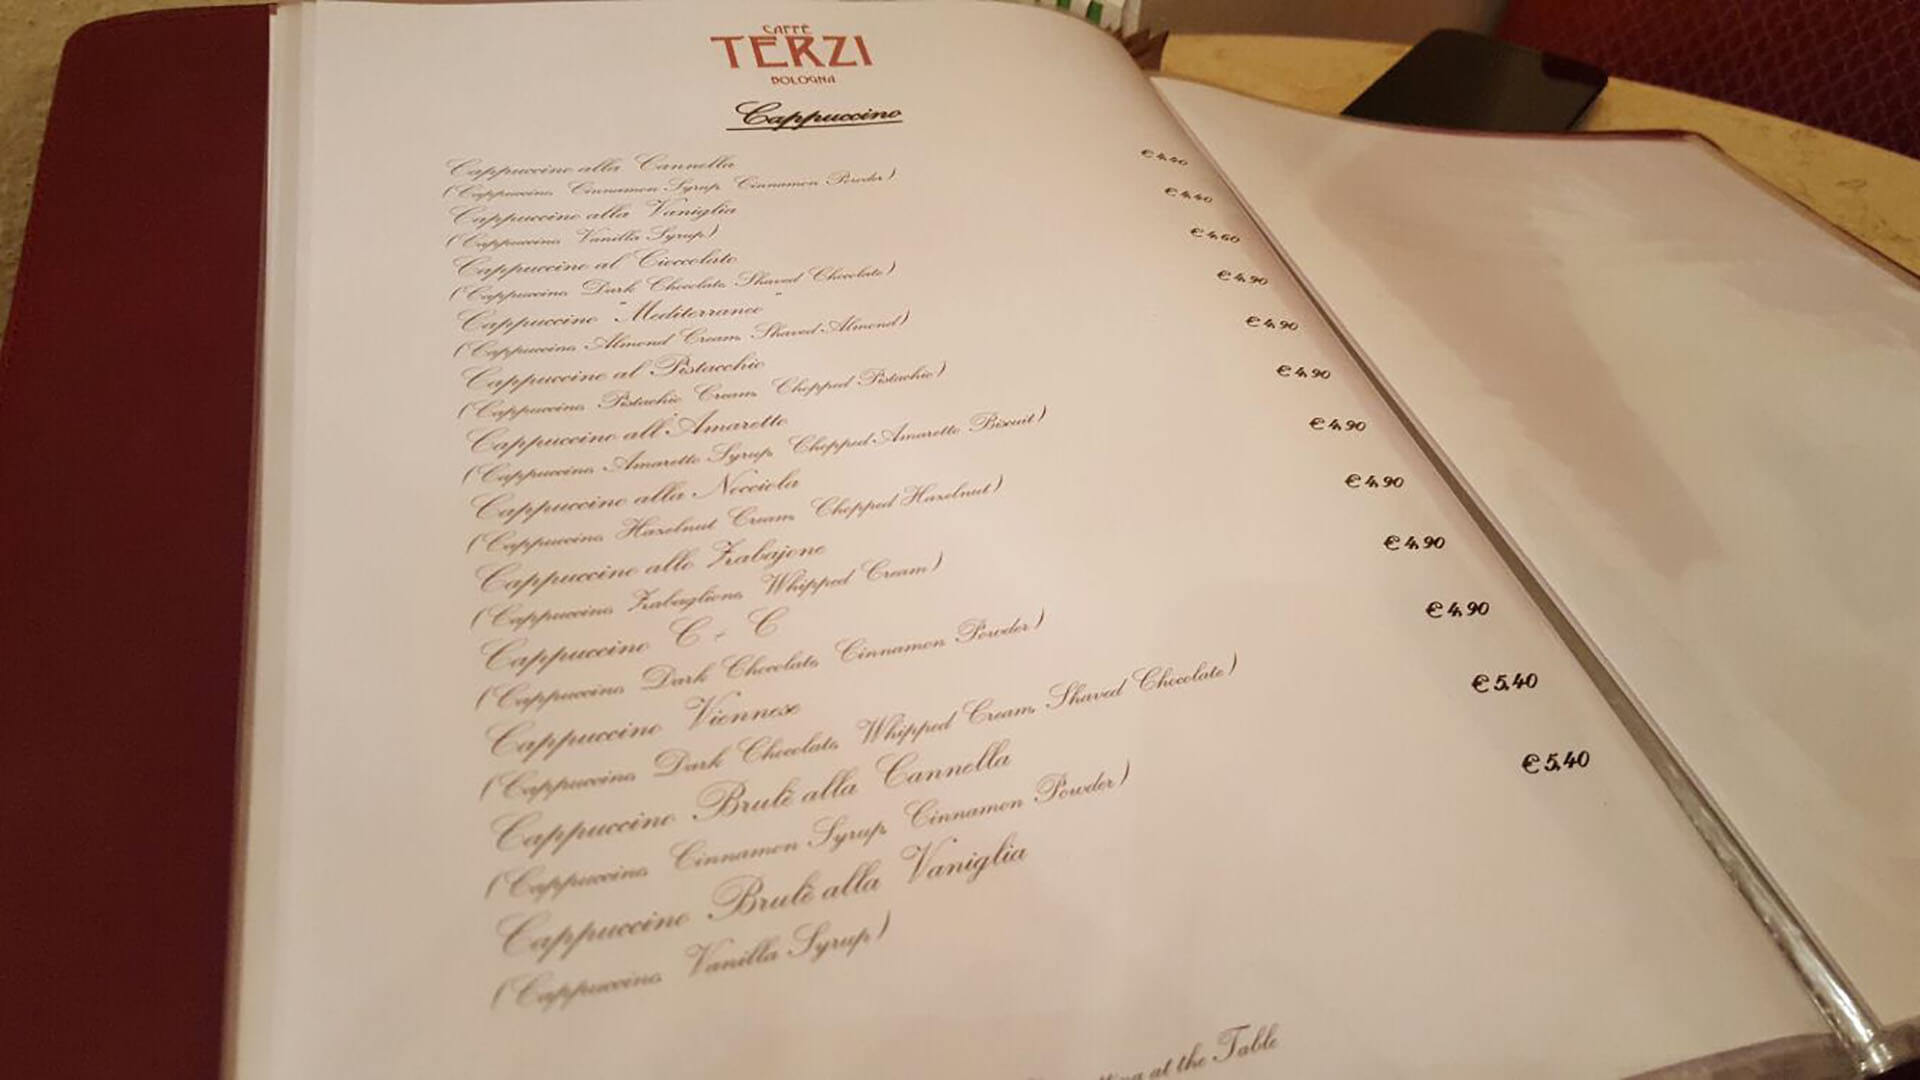 CAFFÈ
TERZI
BOLOGNA
Cappuccino
Cappuccino alla Cannella € 4,40
(Cappuccino, Cinnamon Syrup, Cinnamon Powder)
Cappuccino alla Vaniglia € 4,40
(Cappuccino, Vanilla Syrup)
Cappuccino al Cioccolato € 4,60
(Cappuccino, Dark Chocolate, Shaved Chocolate)
Cappuccino "Mediterraneo" € 4,90
(Cappuccino, Almond Cream, Shaved Almond)
Cappuccino al Pistacchio € 4,90
(Cappuccino, Pistachio Cream, Chopped Pistachio)
Cappuccino all'Amaretto € 4,90
(Cappuccino, Amaretto Syrup, Chopped Amaretto Biscuit)
Cappuccino alla Nocciola € 4,90
(Cappuccino, Hazelnut Cream, Chopped Hazelnut)
Cappuccino allo Zabajone € 4,90
(Cappuccino, Zabaglione, Whipped Cream)
Cappuccino C + C € 4,90
(Cappuccino, Dark Chocolate, Cinnamon Powder)
Cappuccino Viennese € 4,90
(Cappuccino, Dark Chocolate, Whipped Cream, Shaved Chocolate)
Cappuccino Brulè alla Cannella € 5,40
(Cappuccino, Cinnamon Syrup, Cinnamon Powder)
Cappuccino Brulè alla Vaniglia € 5,40
(Cappuccino, Vanilla Syrup)
at the Table